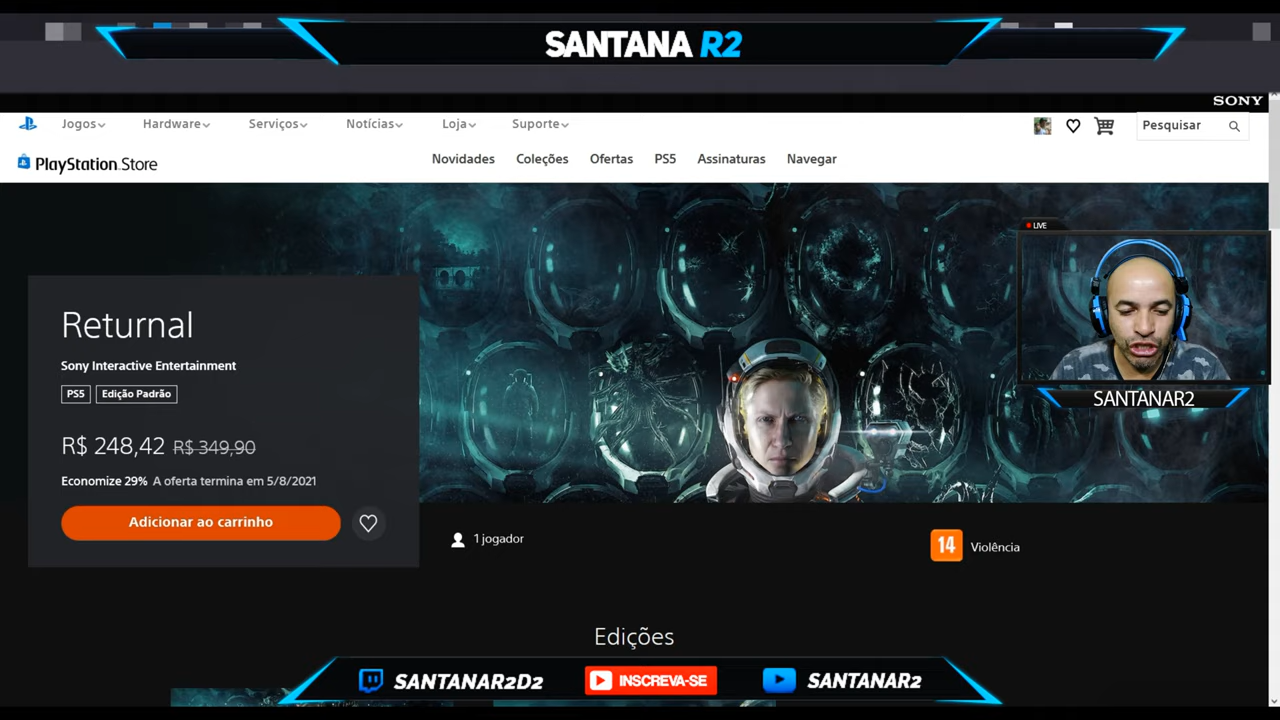 SANTANA R2
SONY
Jogos Hardware Serviços Notícias Loja Suporte Pesquisar
PlayStation Store
Novidades Coleções Ofertas PS5 Assinaturas Navegar
LIVE
Returnal
Sony Interactive Entertainment
PS5 Edição Padrão
SANTANAR2
R$ 248,42 R$ 349,90
Economize 29% A oferta termina em 5/8/2021
Adicionar ao carrinho
1 jogador
14 Violência
Edições
SANTANAR2D2 INSCREVA-SE SANTANAR2